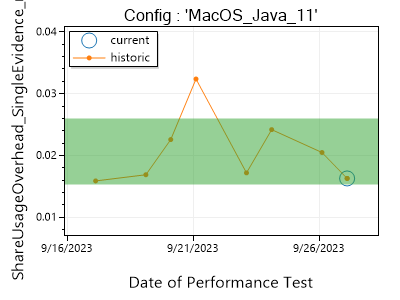 Config : 'MacOS_Java_11'
ShareUsageOverhead_SingleEvidence_
0.04
0.03
0.02
0.01
current
historic
9/16/2023
9/21/2023
9/26/2023
Date of Performance Test